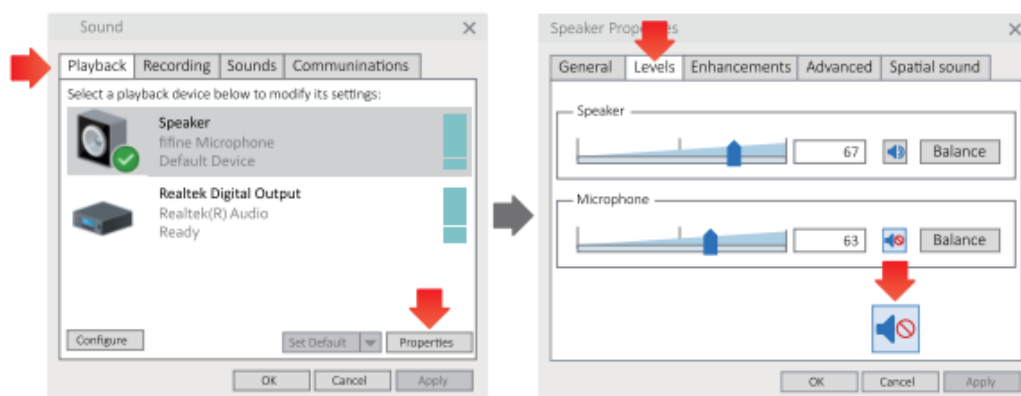 Sound
Playback Recording Sounds Communinations
Select a playback device below to modify its settings:
Speaker
fifine Microphone
Default Device
Realtek Digital Output
Realtek(R) Audio
Ready
Configure Set Default Properties
OK Cancel Apply
Speaker Properties
General Levels Enhancements Advanced Spatial sound
Speaker
67 Balance
Microphone
63 Balance
OK Cancel Apply